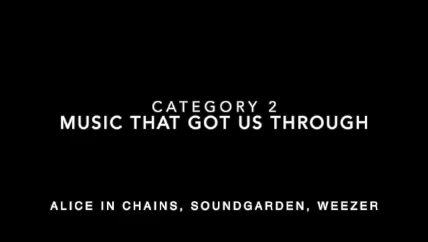 CATEGORY 2
MUSIC THAT GOT US THROUGH
ALICE IN CHAINS, SOUNDGARDEN, WEEZER